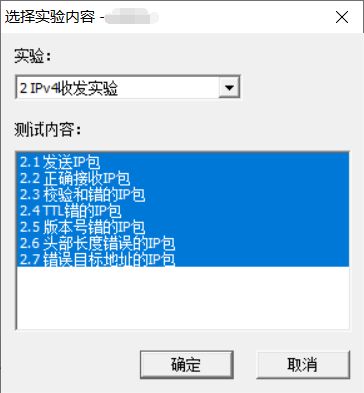 选择实验内容 -
实验：
2 IPv4收发实验
测试内容：
2.1 发送IP包
2.2 正确接收IP包
2.3 校验和错的IP包
2.4 TTL错的IP包
2.5 版本号错的IP包
2.6 头部长度错误的IP包
2.7 错误目标地址的IP包
确定
取消